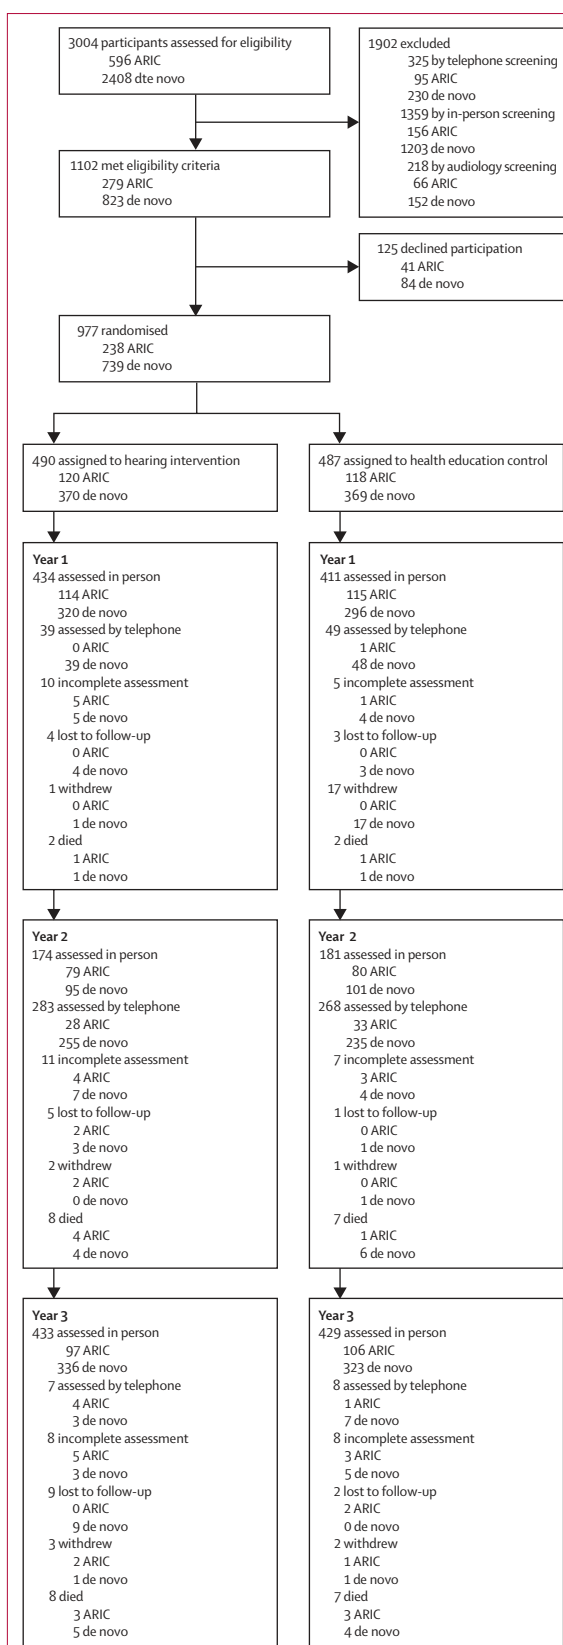 3004 participants assessed for eligibility
596 ARIC
2408 dte novo
1902 excluded
325 by telephone screening
95 ARIC
230 de novo
1359 by in-person screening
156 ARIC
1203 de novo
218 by audiology screening
66 ARIC
152 de novo
1102 met eligibility criteria
279 ARIC
823 de novo
125 declined participation
41 ARIC
84 de novo
977 randomised
238 ARIC
739 de novo
490 assigned to hearing intervention
120 ARIC
370 de novo
487 assigned to health education control
118 ARIC
369 de novo
Year 1
434 assessed in person
114 ARIC
320 de novo
39 assessed by telephone
0 ARIC
39 de novo
10 incomplete assessment
5 ARIC
5 de novo
4 lost to follow-up
0 ARIC
4 de novo
1 withdrew
0 ARIC
1 de novo
2 died
1 ARIC
1 de novo
Year 1
411 assessed in person
115 ARIC
296 de novo
49 assessed by telephone
1 ARIC
48 de novo
5 incomplete assessment
1 ARIC
4 de novo
3 lost to follow-up
0 ARIC
3 de novo
17 withdrew
0 ARIC
17 de novo
2 died
1 ARIC
1 de novo
Year 2
174 assessed in person
79 ARIC
95 de novo
283 assessed by telephone
28 ARIC
255 de novo
11 incomplete assessment
4 ARIC
7 de novo
5 lost to follow-up
2 ARIC
3 de novo
2 withdrew
2 ARIC
0 de novo
8 died
4 ARIC
4 de novo
Year 2
181 assessed in person
80 ARIC
101 de novo
268 assessed by telephone
33 ARIC
235 de novo
7 incomplete assessment
3 ARIC
4 de novo
1 lost to follow-up
0 ARIC
1 de novo
1 withdrew
0 ARIC
1 de novo
7 died
1 ARIC
6 de novo
Year 3
433 assessed in person
97 ARIC
336 de novo
7 assessed by telephone
4 ARIC
3 de novo
8 incomplete assessment
5 ARIC
3 de novo
9 lost to follow-up
0 ARIC
9 de novo
3 withdrew
2 ARIC
1 de novo
8 died
3 ARIC
5 de novo
Year 3
429 assessed in person
106 ARIC
323 de novo
8 assessed by telephone
1 ARIC
7 de novo
8 incomplete assessment
3 ARIC
5 de novo
2 lost to follow-up
2 ARIC
0 de novo
2 withdrew
1 ARIC
1 de novo
7 died
3 ARIC
4 de novo